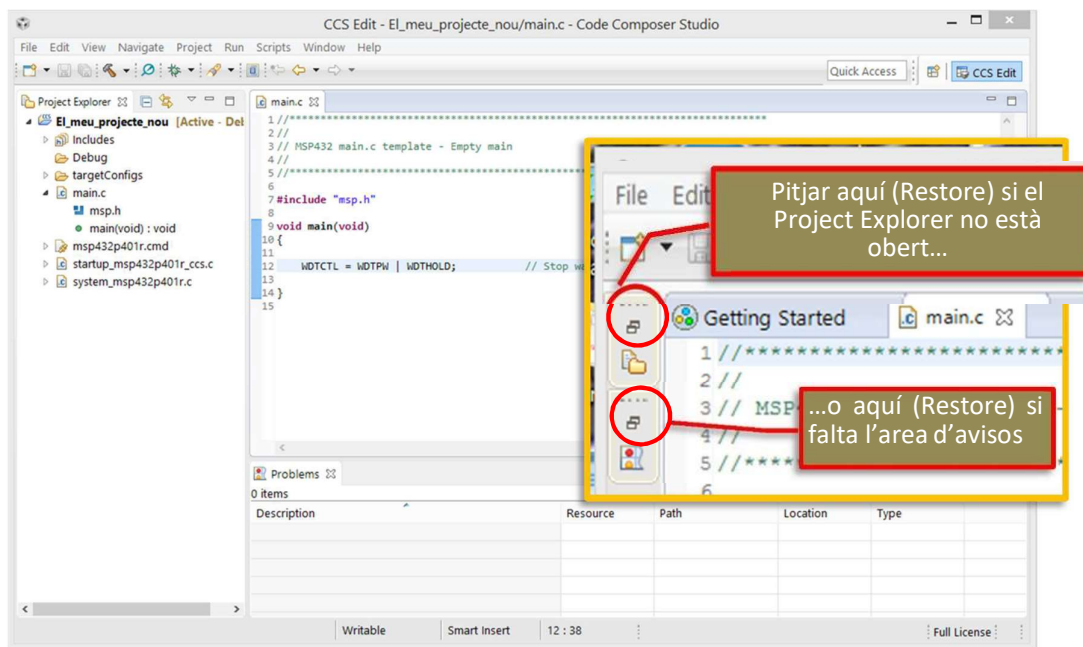 CCS Edit - El_meu_projecte_nou/main.c - Code Composer Studio
File Edit View Navigate Project Run Scripts Window Help
Quick Access
CCS Edit
Project Explorer
El_meu_projecte_nou [Active - Del
Includes
Debug
targetConfigs
main.c
msp.h
main(void) : void
msp432p401r.cmd
startup_msp432p401r_ccs.c
system_msp432p401r.c
main.c
1 //****************************************************************************
2 //
3 // MSP432 main.c template - Empty main
4 //
5 //****************************************************
6
7 #include "msp.h"
8
9 void main(void)
10 {
11
12 WDTCTL = WDTPW | WDTHOLD; // Stop wa
13
14 }
15
File Edit
Pitjar aquí (Restore) si el
Project Explorer no està
obert...
Getting Started main.c
1 //**************************
2 //
3 // MSP
4 //
5 //****
6
...o aquí (Restore) si
falta l'area d'avisos
Problems
0 items
Description Resource Path Location Type
Writable Smart Insert 12 : 38 Full License